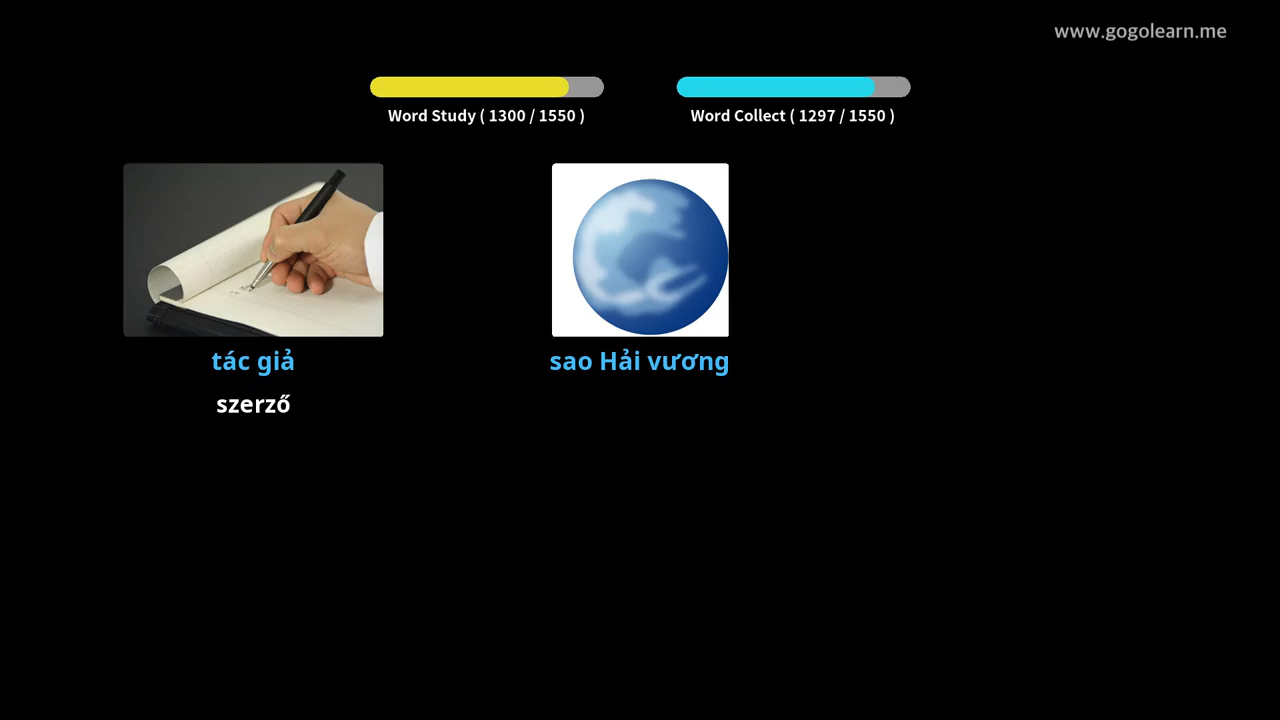 www.gogolearn.me
Word Study ( 1300 / 1550 )
Word Collect ( 1297 / 1550 )
tác giả
szerző
sao Hải vương